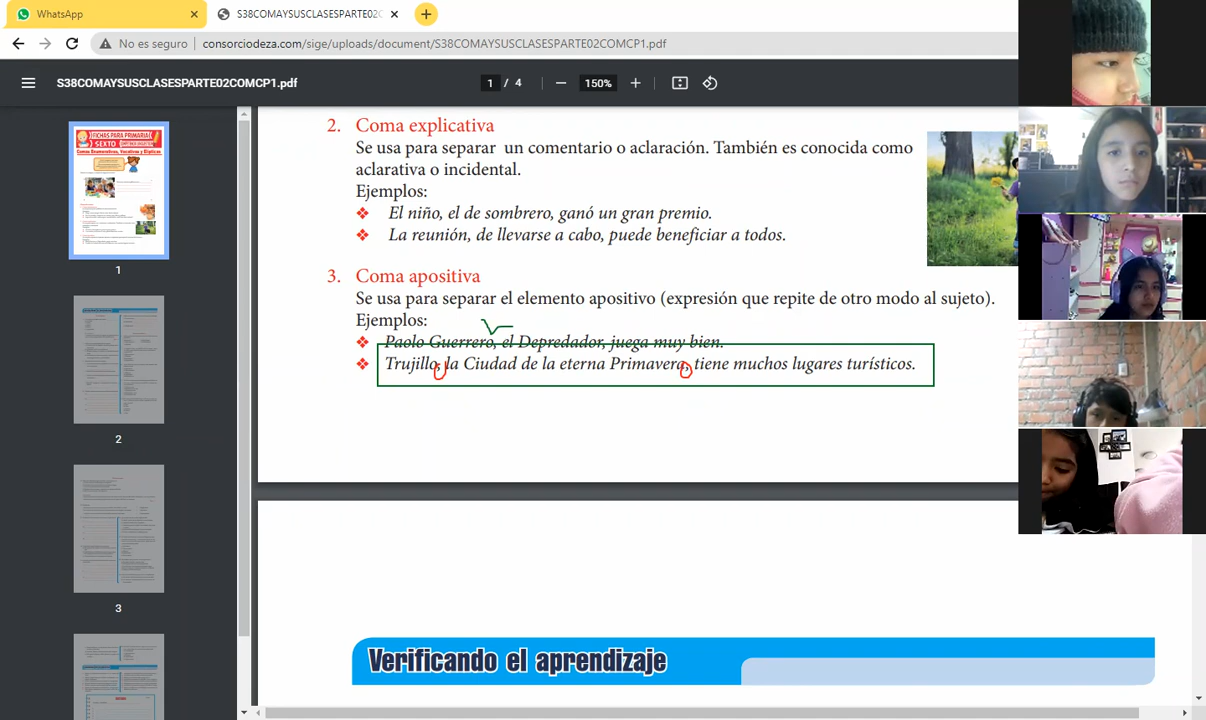 WhatsApp
S38COMAYSUSCLASESPARTE02C
No es seguro
consorciodeza.com/sige/uploads/document/S38COMAYSUSCLASESPARTE02COMCP1.pdf
S38COMAYSUSCLASESPARTE02COMCP1.pdf
1 / 4
150%
FICHAS PARA PRIMARIA
SEXTO
1
2
3
2. Coma explicativa
Se usa para separar un comentario o aclaración. También es conocida como
aclarativa o incidental.
Ejemplos:
El niño, el de sombrero, ganó un gran premio.
La reunión, de llevarse a cabo, puede beneficiar a todos.
3. Coma apositiva
Se usa para separar el elemento apositivo (expresión que repite de otro modo al sujeto).
Ejemplos:
Paolo Guerrero, el Depredador, juega muy bien.
Trujillo, la Ciudad de la eterna Primavera, tiene muchos lugares turísticos.
Verificando el aprendizaje